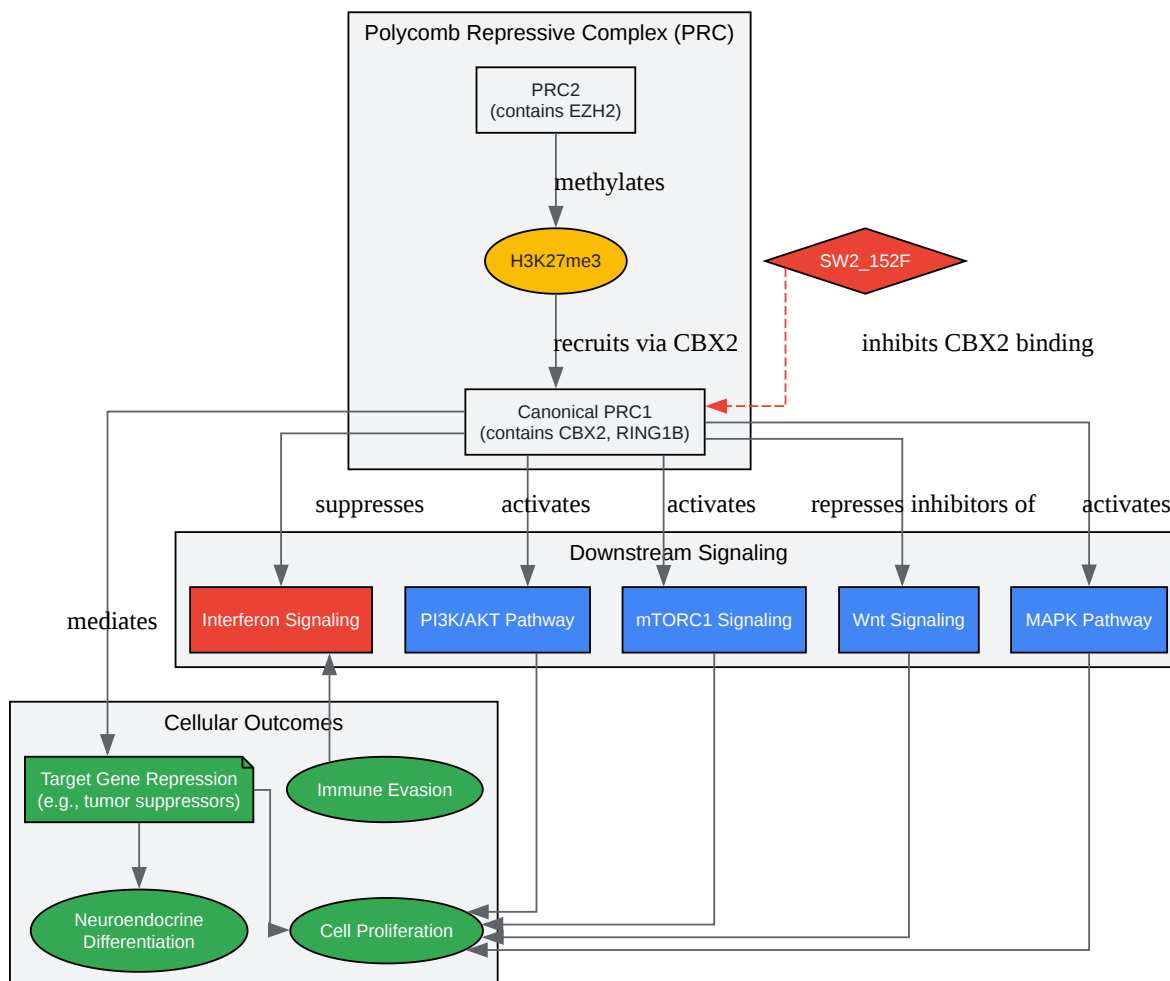 Polycomb Repressive Complex (PRC)
PRC2
(contains EZH2)
methylates
H3K27me3
SW2_152F
recruits via CBX2
inhibits CBX2 binding
Canonical PRC1
(contains CBX2, RING1B)
suppresses
activates
activates
represses inhibitors of
activates
Downstream Signaling
Interferon Signaling
PI3K/AKT Pathway
mTORC1 Signaling
Wnt Signaling
MAPK Pathway
mediates
Cellular Outcomes
Target Gene Repression
(e.g., tumor suppressors)
Immune Evasion
Neuroendocrine
Differentiation
Cell Proliferation